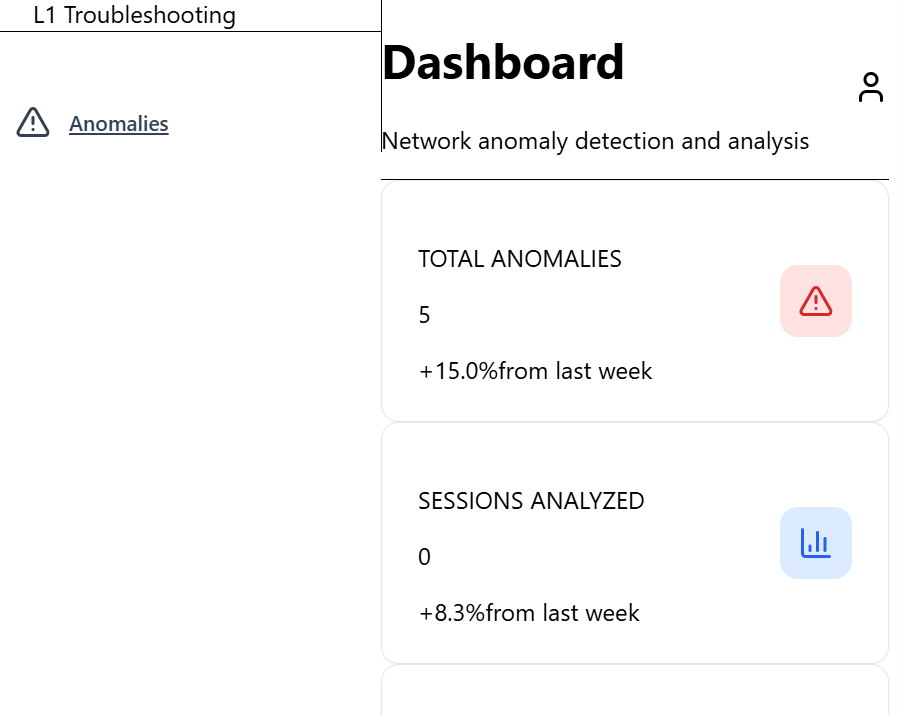 L1 Troubleshooting
Anomalies
Dashboard
Network anomaly detection and analysis
TOTAL ANOMALIES
5
+15.0%from last week
SESSIONS ANALYZED
0
+8.3%from last week